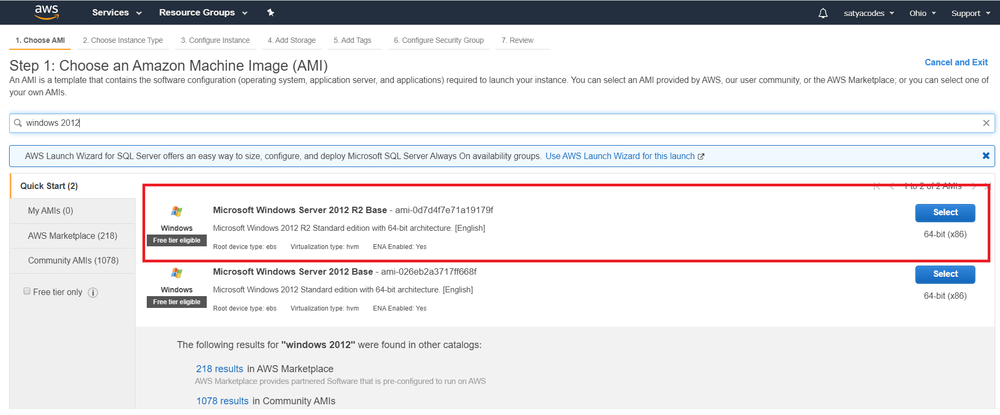 aws Services Resource Groups satyacodes Ohio Support
1. Choose AMI 2. Choose Instance Type 3. Configure Instance 4. Add Storage 5. Add Tags 6. Configure Security Group 7. Review
Step 1: Choose an Amazon Machine Image (AMI)
Cancel and Exit
An AMI is a template that contains the software configuration (operating system, application server, and applications) required to launch your instance. You can select an AMI provided by AWS, our user community, or the AWS Marketplace; or you can select one of
your own AMIs.
windows 2012
AWS Launch Wizard for SQL Server offers an easy way to size, configure, and deploy Microsoft SQL Server Always On availability groups. Use AWS Launch Wizard for this launch
Quick Start (2)
My AMIs (0)
AWS Marketplace (218)
Community AMIs (1078)
Free tier only
1 to 2 of 2 AMIs
Microsoft Windows Server 2012 R2 Base - ami-0d7d4f7e71a19179f
Windows
Free tier eligible
Microsoft Windows 2012 R2 Standard edition with 64-bit architecture. [English]
Root device type: ebs Virtualization type: hvm ENA Enabled: Yes
Select
64-bit (x86)
Microsoft Windows Server 2012 Base - ami-026eb2a3717ff668f
Windows
Free tier eligible
Microsoft Windows 2012 Standard edition with 64-bit architecture. [English]
Root device type: ebs Virtualization type: hvm ENA Enabled: Yes
Select
64-bit (x86)
The following results for "windows 2012" were found in other catalogs:
218 results in AWS Marketplace
AWS Marketplace provides partnered Software that is pre-configured to run on AWS
1078 results in Community AMIs